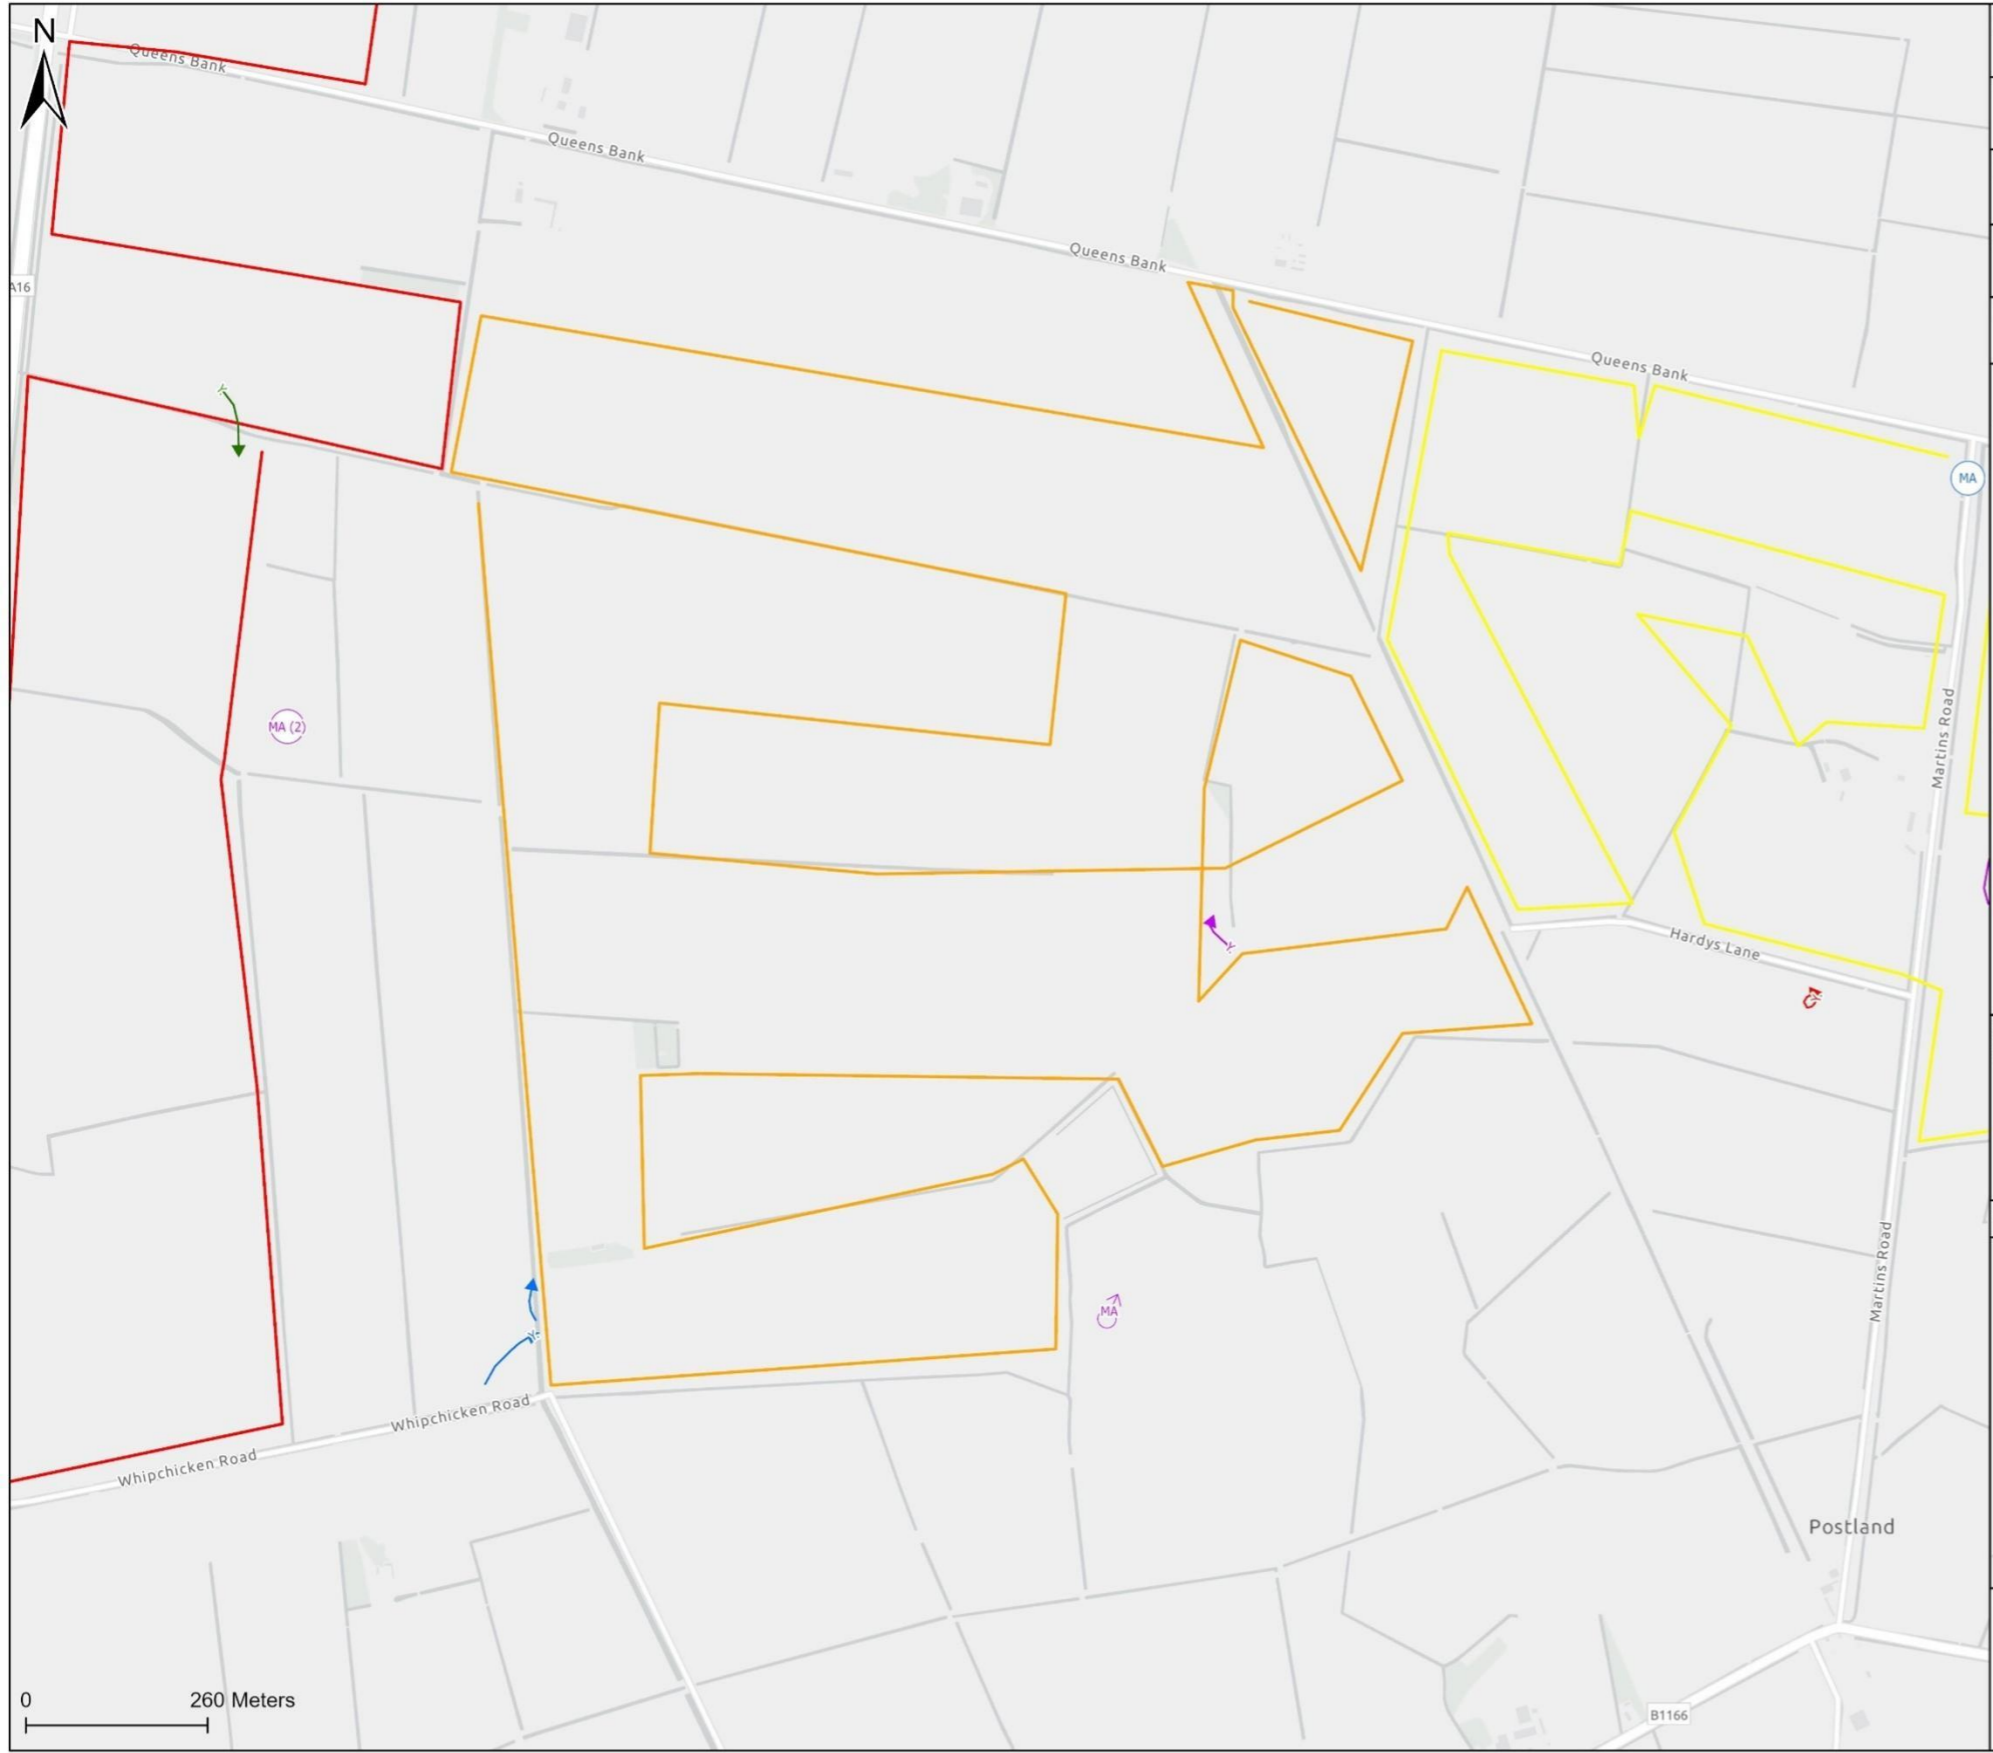 N
Queens Bank
Queens Bank
Queens Bank
A16
Queens Bank
Y.
MA
MA (2)
Martins Road
Y.
Hardys Lane
Y.
Martins Road
MA
Y.
Whipchicken Road
Whipchicken Road
Postland
0 260 Meters
B1166